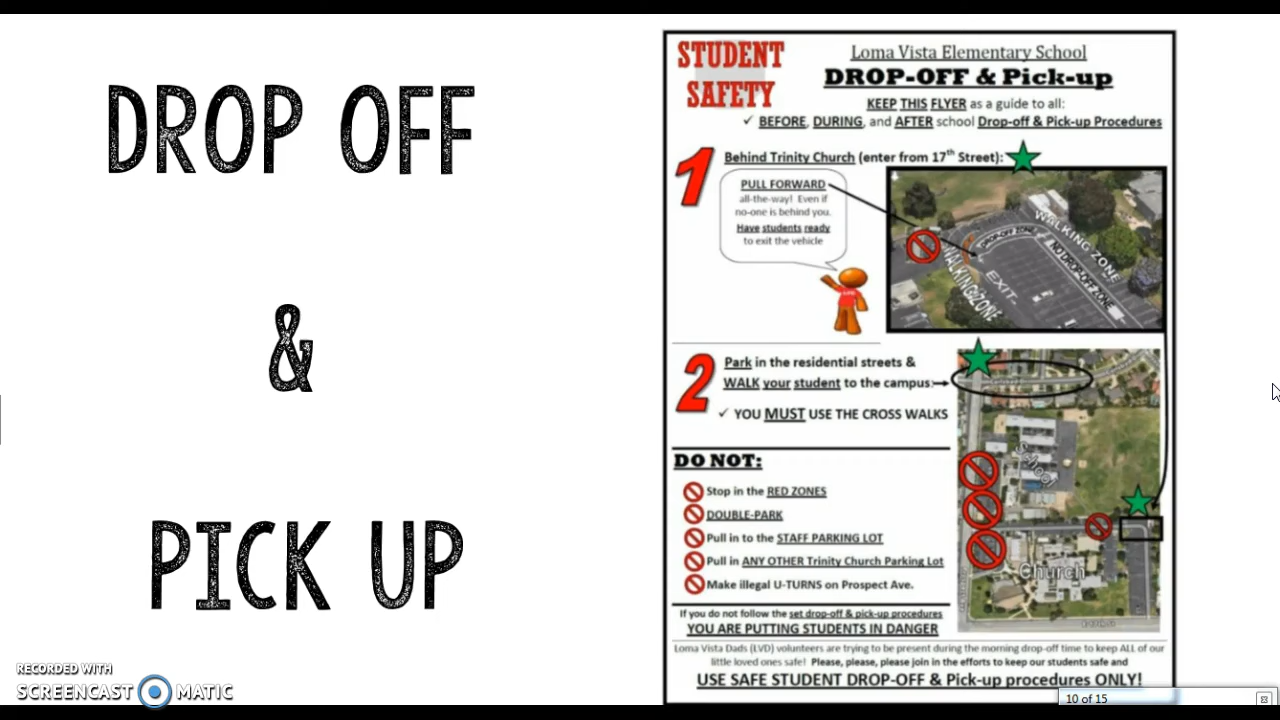 DROP OFF
&
PICK UP
STUDENT
SAFETY
Loma Vista Elementary School
DROP-OFF & Pick-up
KEEP THIS FLYER as a guide to all:
✓ BEFORE, DURING, and AFTER school Drop-off & Pick-up Procedures
1
Behind Trinity Church (enter from 17th Street):
PULL FORWARD
all-the-way! Even if
no-one is behind you.
Have students ready
to exit the vehicle
DROP-OFF ZONE
WALKING ZONE
NO DROP-OFF ZONE
WALKING ZONE
EXIT
2
Park in the residential streets &
WALK your student to the campus
✓ YOU MUST USE THE CROSS WALKS
School
Church
DO NOT:
Stop in the RED ZONES
DOUBLE-PARK
Pull in to the STAFF PARKING LOT
Pull in ANY OTHER Trinity Church Parking Lot
Make illegal U-TURNS on Prospect Ave.
If you do not follow the set drop-off & pick-up procedures
YOU ARE PUTTING STUDENTS IN DANGER
Loma Vista Dads (LVD) volunteers are trying to be present during the morning drop-off time to keep ALL of our
little loved ones safe! Please, please, please join in the efforts to keep our students safe and
USE SAFE STUDENT DROP-OFF & Pick-up procedures ONLY!
RECORDED WITH
SCREENCAST MATIC
10 of 15